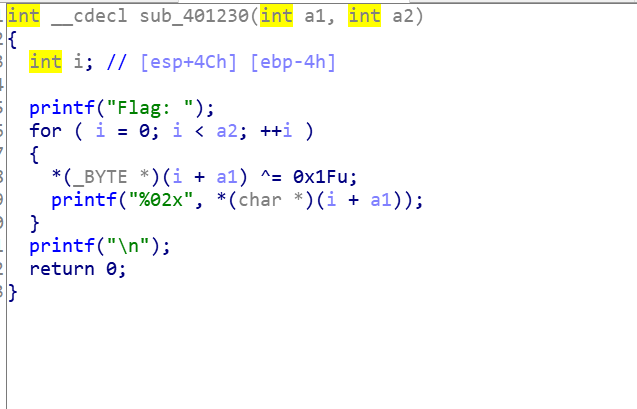 int __cdecl sub_401230(int a1, int a2)
{
int i; // [esp+4Ch] [ebp-4h]
printf("Flag: ");
for ( i = 0; i < a2; ++i )
{
*(_BYTE *)(i + a1) ^= 0x1Fu;
printf("%02x", *(char *)(i + a1));
}
printf("\n");
return 0;
}